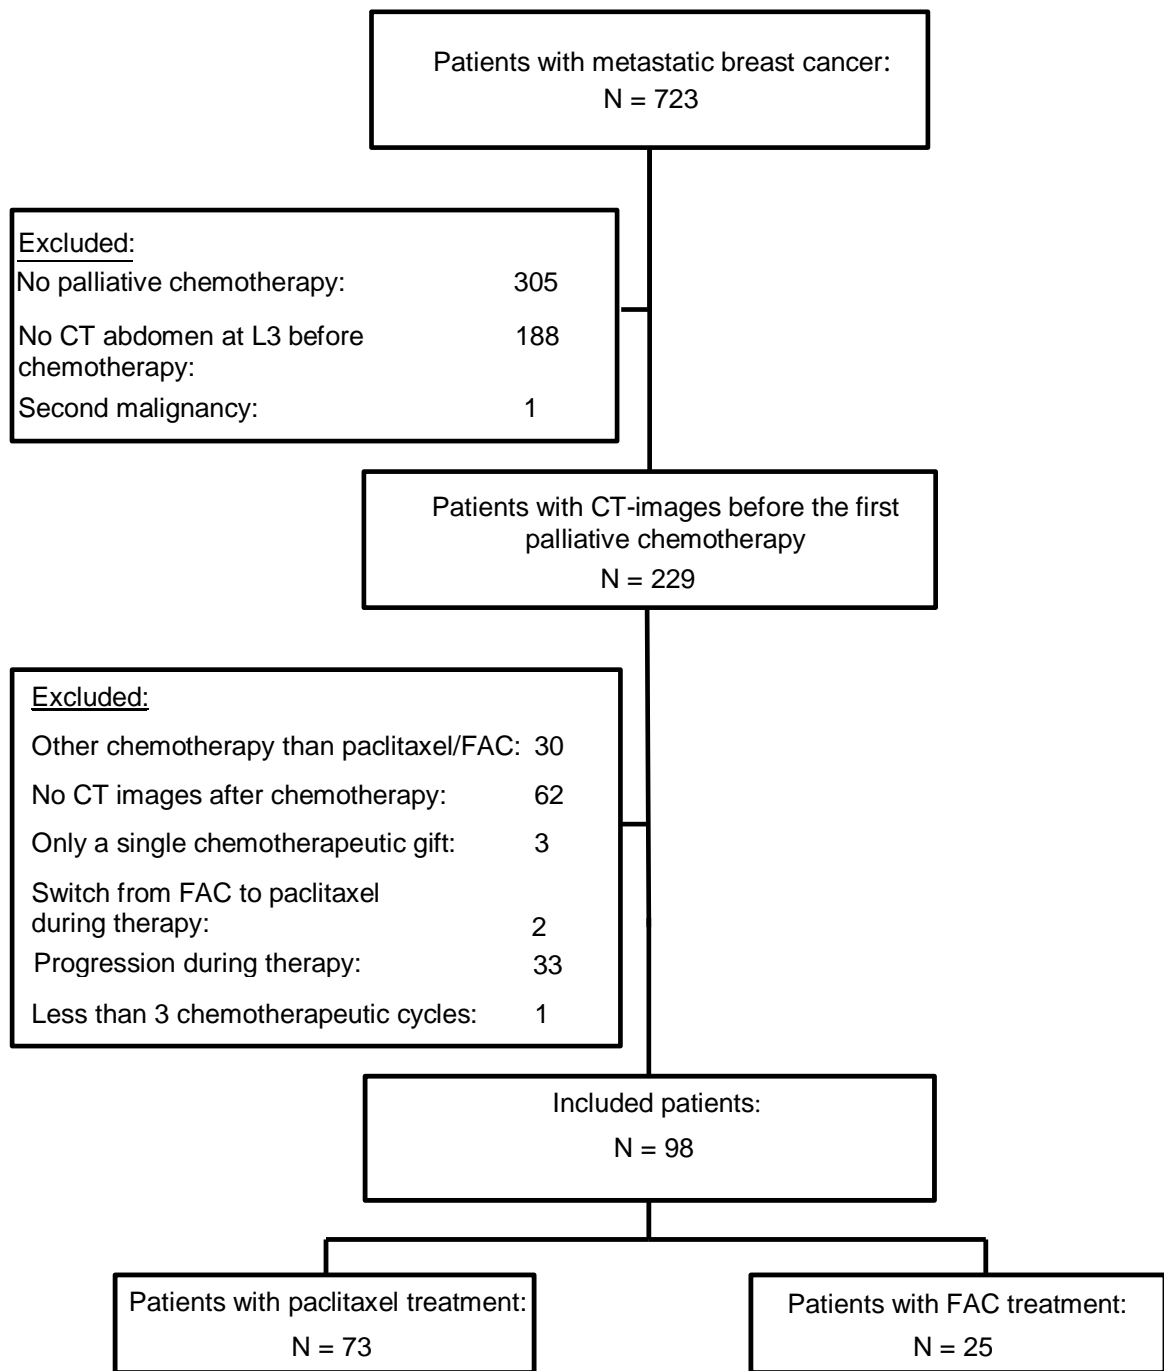 Patients with metastatic breast cancer:
N = 723
Excluded:
No palliative chemotherapy: 305
No CT abdomen at L3 before 188
chemotherapy:
Second malignancy: 1
Patients with CT-images before the first
palliative chemotherapy
N = 229
Excluded:
Other chemotherapy than paclitaxel/FAC: 30
No CT images after chemotherapy: 62
Only a single chemotherapeutic gift: 3
Switch from FAC to paclitaxel
during therapy: 2
Progression during therapy: 33
Less than 3 chemotherapeutic cycles: 1
Included patients:
N = 98
Patients with paclitaxel treatment:
N = 73
Patients with FAC treatment:
N = 25